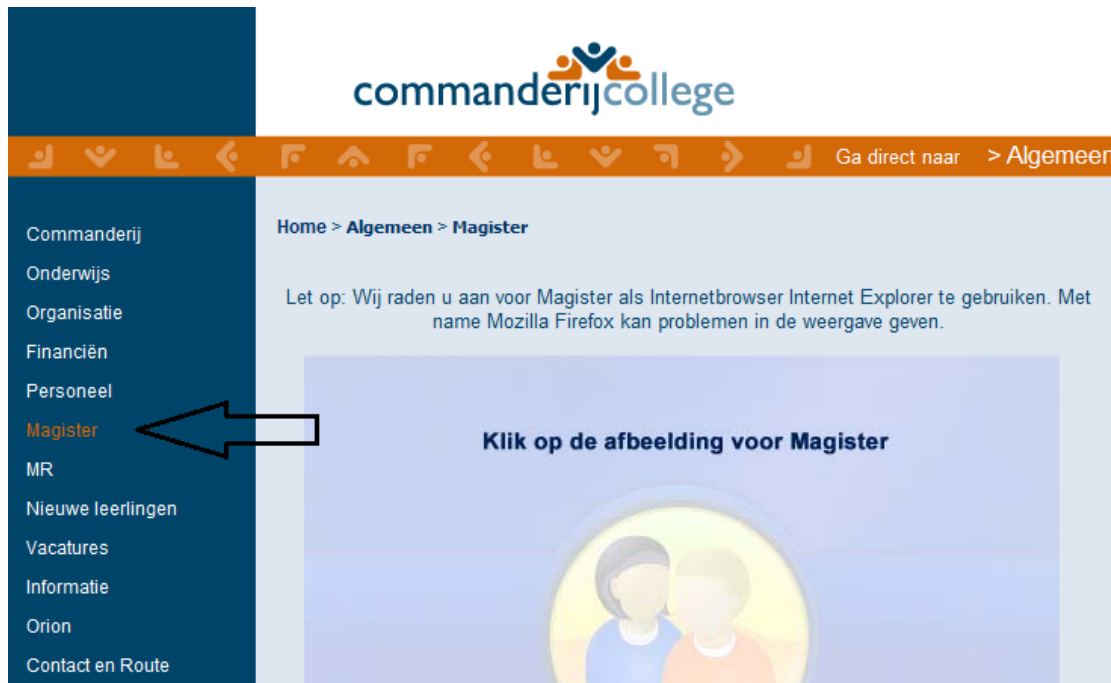 commanderijcollege
Ga direct naar > Algemeen
Commanderij
Onderwijs
Organisatie
Financiën
Personeel
Magister
MR
Nieuwe leerlingen
Vacatures
Informatie
Orion
Contact en Route
Home > Algemeen > Magister
Let op: Wij raden u aan voor Magister als Internetbrowser Internet Explorer te gebruiken. Met
name Mozilla Firefox kan problemen in de weergave geven.
Klik op de afbeelding voor Magister